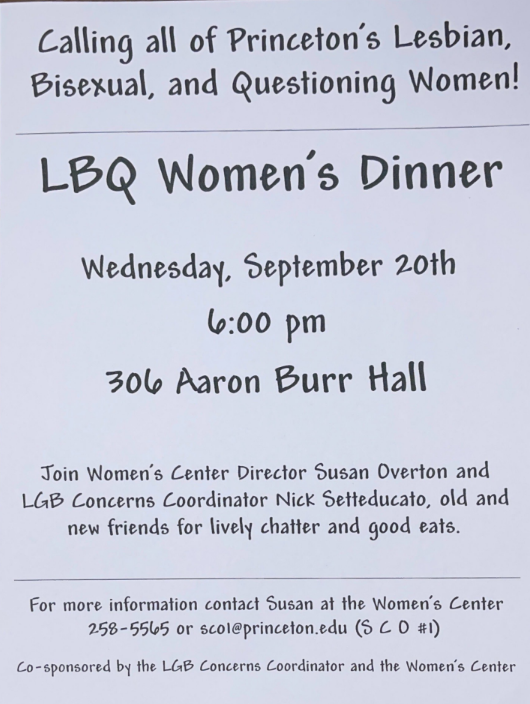 Calling all of Princeton's Lesbian,
Bisexual, and Questioning Women!
LBQ Women's Dinner
Wednesday, September 20th
6:00 pm
306 Aaron Burr Hall
Join Women's Center Director Susan Overton and
LGB Concerns Coordinator Nick Setteducato, old and
new friends for lively chatter and good eats.
For more information contact Susan at the Women's Center
258-5565 or sco1@princeton.edu (S C O #1)
Co-sponsored by the LGB Concerns Coordinator and the Women's Center